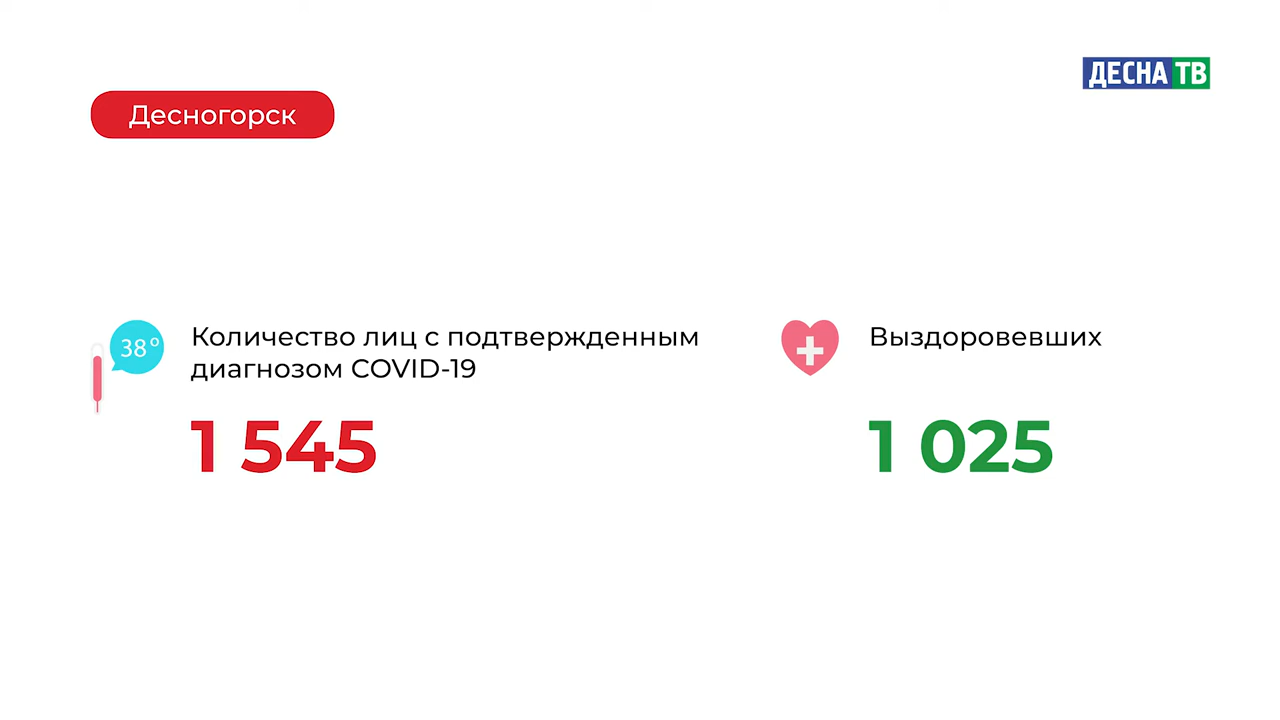 ДЕСНА ТВ
Десногорск
38°
Количество лиц с подтвержденным
диагнозом COVID-19
1 545
Выздоровевших
1 025